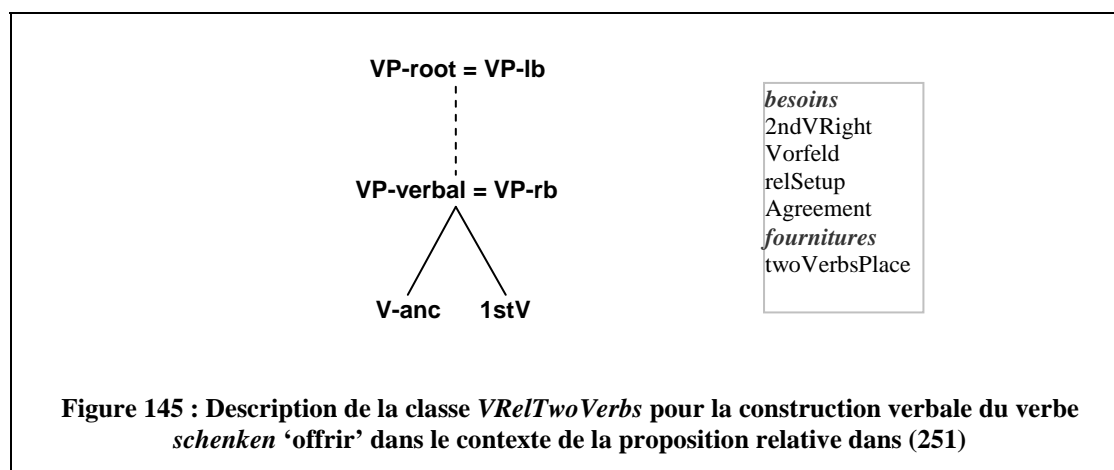 VP-root = VP-lb
VP-verbal = VP-rb
V-anc 1stV
besoins
2ndVRight
Vorfeld
relSetup
Agreement
fournitures
twoVerbsPlace
Figure 145 : Description de la classe VRelTwoVerbs pour la construction verbale du verbe
schenken ‘offrir’ dans le contexte de la proposition relative dans (251)